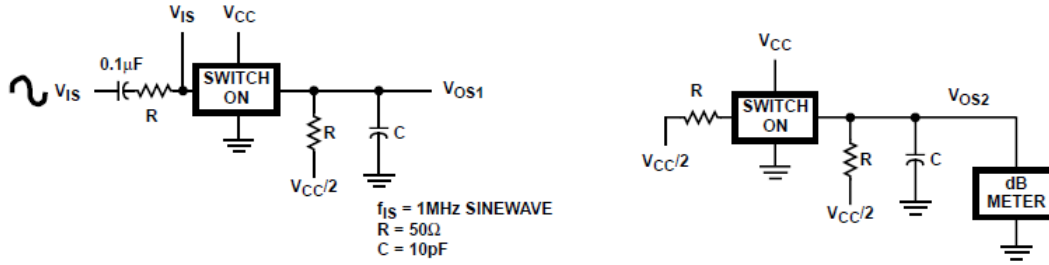 V_IS
V_CC
0.1μF
V_IS
R
SWITCH
ON
V_OS1
R
C
V_CC/2
f_IS = 1MHz SINEWAVE
R = 50Ω
C = 10pF
V_CC
R
SWITCH
ON
V_OS2
V_CC/2
R
C
V_CC/2
dB
METER